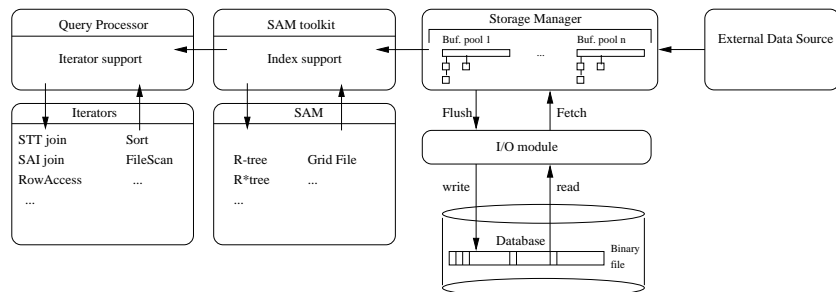 Query Processor
Iterator support
Iterators
STT join Sort
SAI join FileScan
RowAccess ...
...
SAM toolkit
Index support
SAM
R-tree Grid File
R*tree ...
...
Storage Manager
Buf. pool 1 ... Buf. pool n
External Data Source
Flush Fetch
I/O module
write read
Database
Binary
file